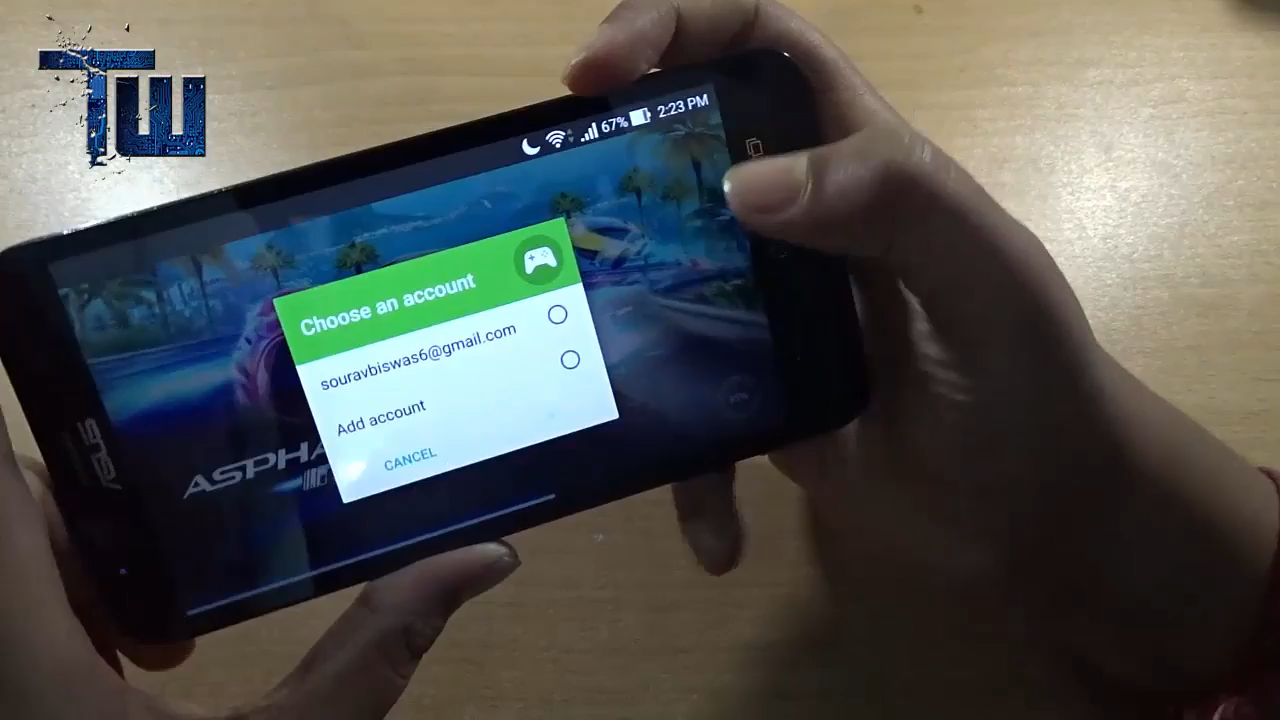 TW
67% 2:23 PM
Choose an account
souravbiswas6@gmail.com
Add account
CANCEL
ASPHA
ASUS